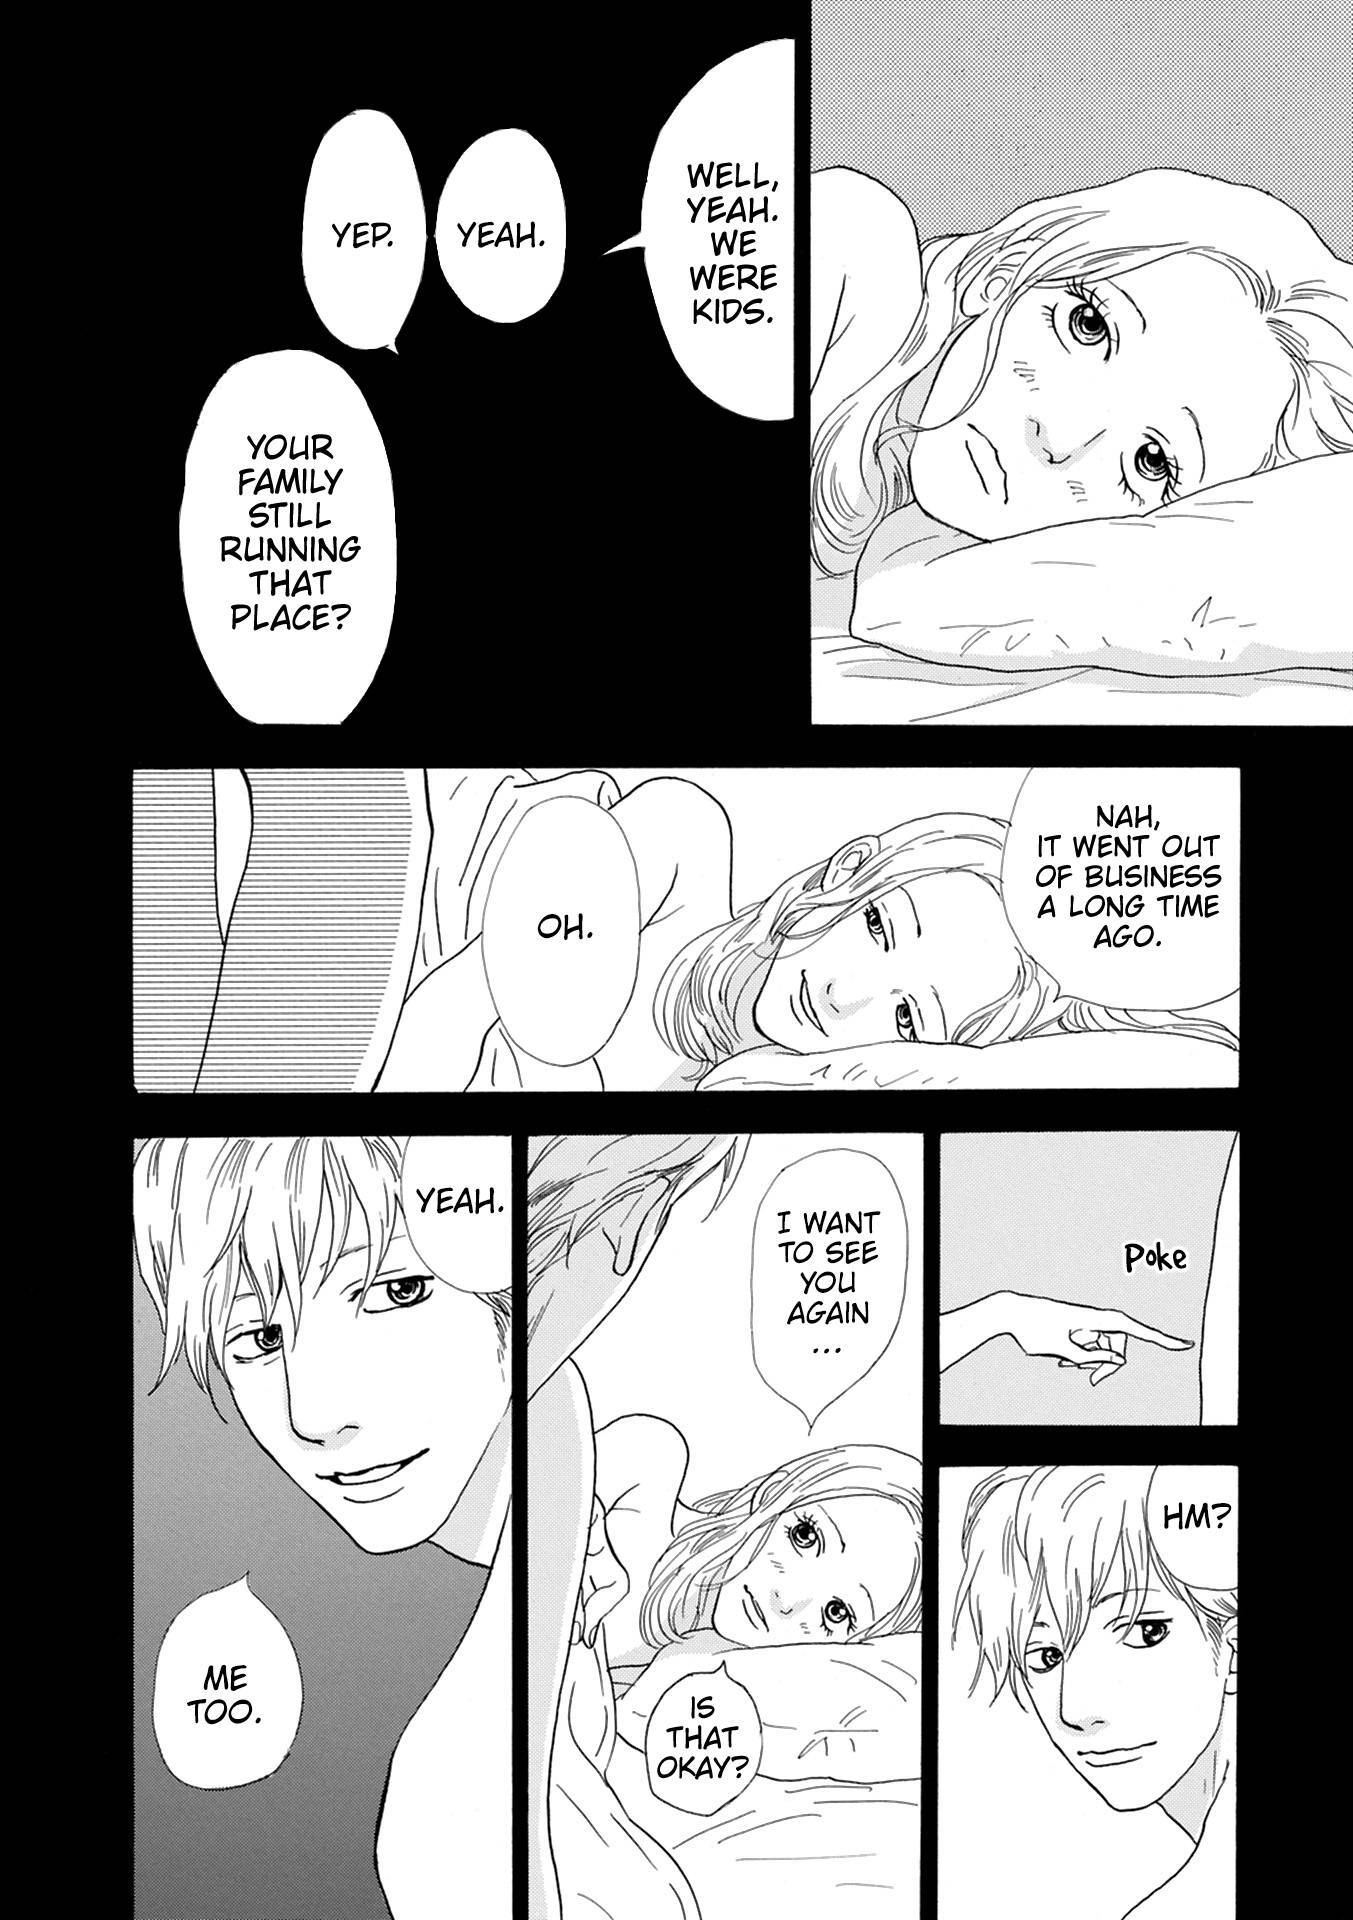 WELL,
YEAH.
WE
WERE
KIDS.
YEAH.
YEP.
YOUR
FAMILY
STILL
RUNNING
THAT
PLACE?
NAH,
IT WENT OUT
OF BUSINESS
A LONG TIME
AGO.
OH.
POKE
HM?
I WANT
TO SEE
YOU
AGAIN
...
IS
THAT
OKAY?
YEAH.
ME
TOO.